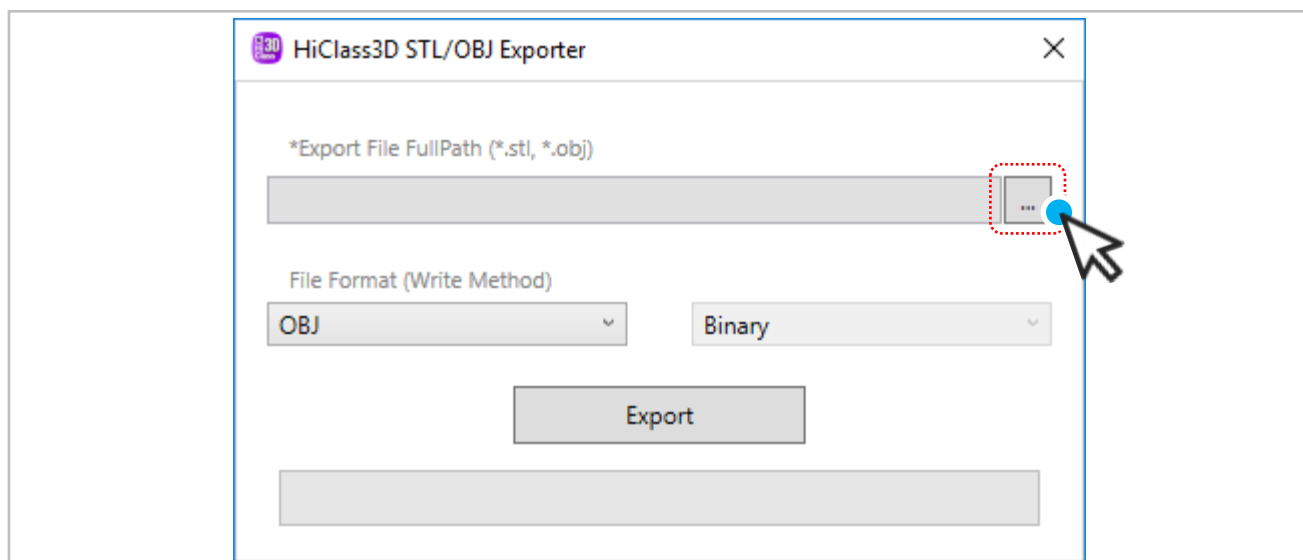 HiClass3D STL/OBJ Exporter
*Export File FullPath (*.stl, *.obj)
...
File Format (Write Method)
OBJ
Binary
Export